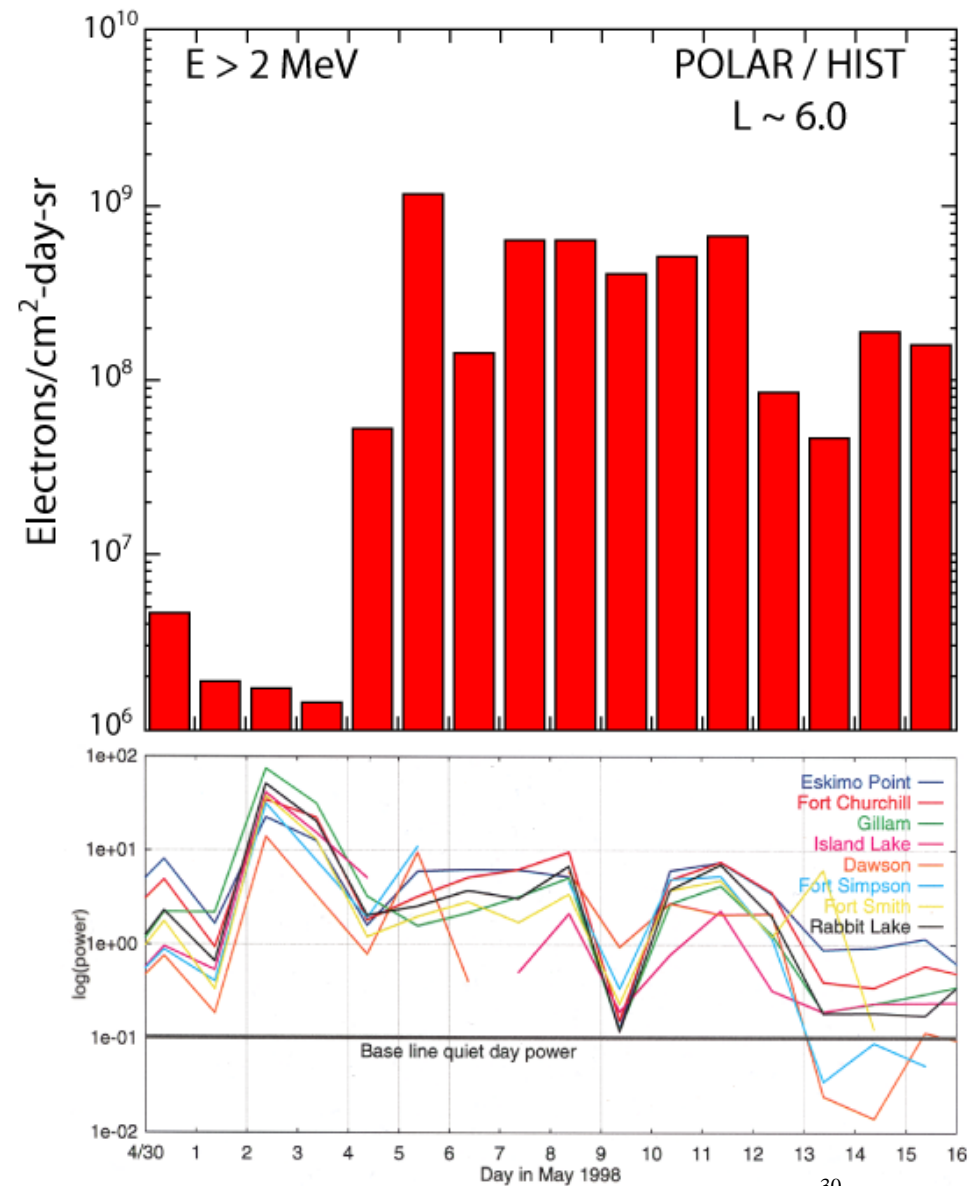 10^10
E > 2 MeV
POLAR / HIST
L ~ 6.0
10^9
10^8
10^7
10^6
Electrons/cm^2-day-sr
1e+02
1e+01
1e+00
1e-01
1e-02
log(power)
Eskimo Point
Fort Churchill
Gillam
Island Lake
Dawson
Fort Simpson
Fort Smith
Rabbit Lake
Base line quiet day power
4/30 1 2 3 4 5 6 7 8 9 10 11 12 13 14 15 16
Day in May 1998
30